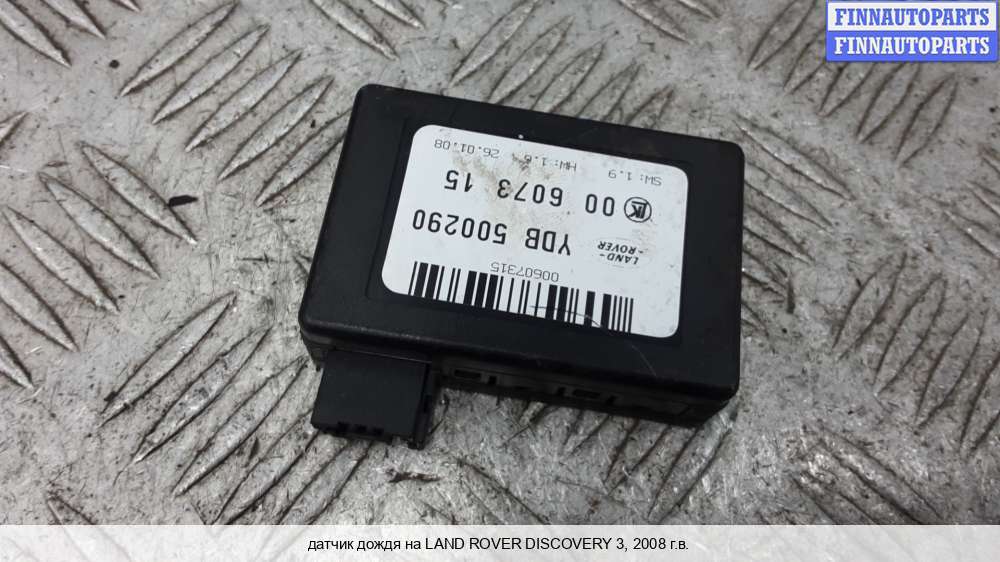 FINNAUTOPARTS
FINNAUTOPARTS
SW:1.9 HW:1.6 26.01.08
00 6073 15
LAND-
-ROVER
YDB 500290
00607315
датчик дождя на LAND ROVER DISCOVERY 3, 2008 г.в.